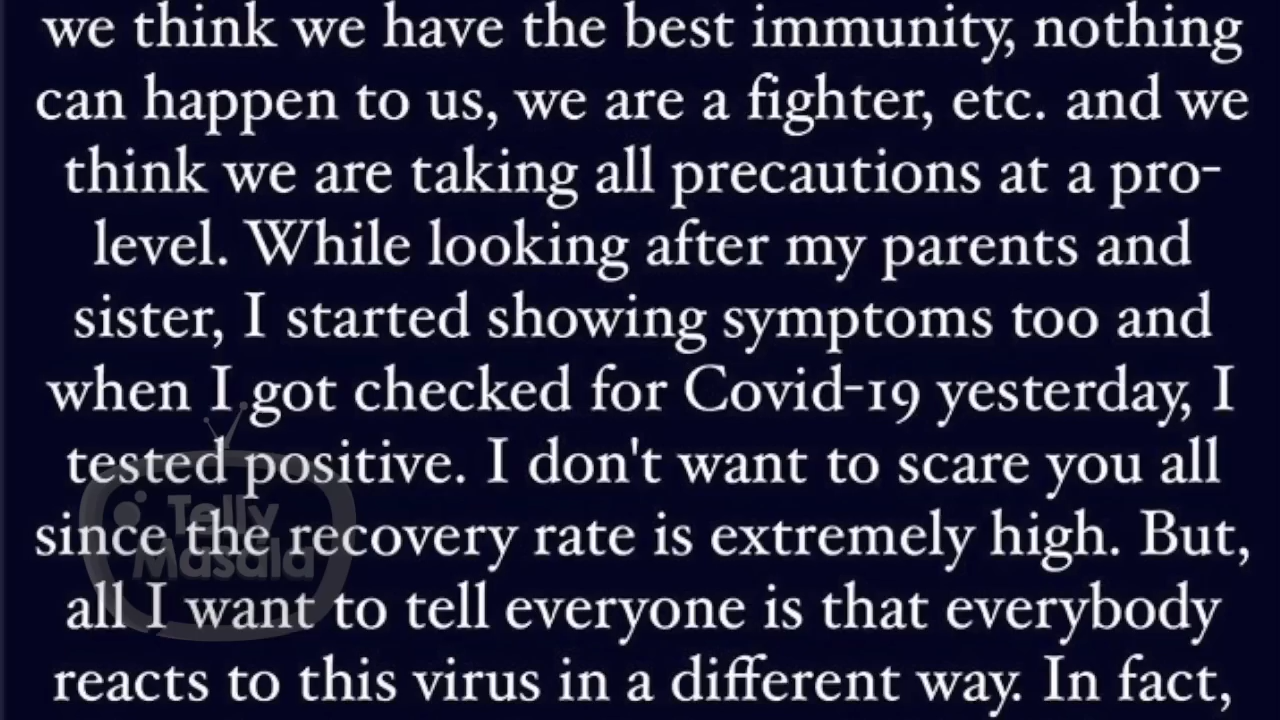 we think we have the best immunity, nothing
can happen to us, we are a fighter, etc. and we
think we are taking all precautions at a pro-
level. While looking after my parents and
sister, I started showing symptoms too and
when I got checked for Covid-19 yesterday, I
tested positive. I don't want to scare you all
since the recovery rate is extremely high. But,
all I want to tell everyone is that everybody
reacts to this virus in a different way. In fact,
Telly
Masala